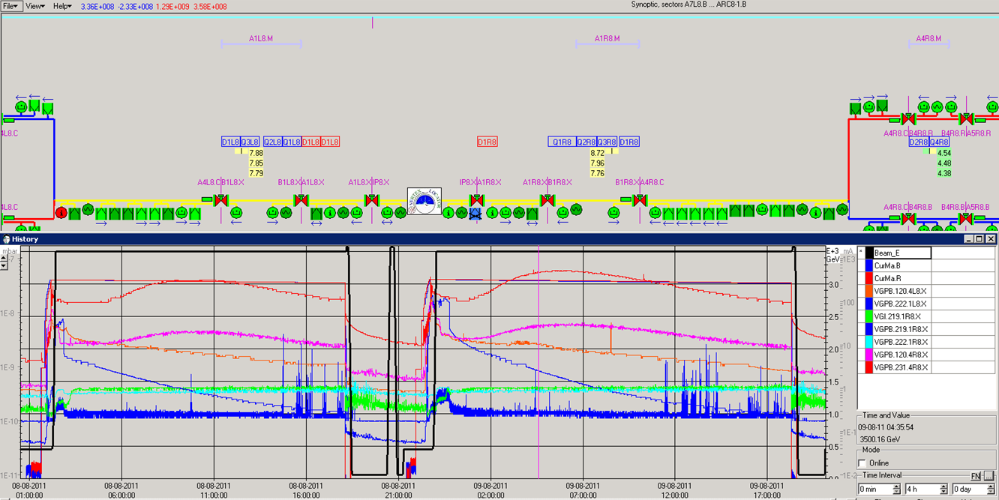 File View Help 3.36E+008 -2.33E+008 1.29E+009 3.58E+008 Synoptic, sectors A7L8.B ... ARC8-1.B
A1L8.M A1R8.M A4R8.M
4L8.C A4R8.C B4R8.R B4R8.R A5R8.R
D1L8 Q3L8 Q2L8 Q1L8 D1L8 D1L8 D1R8 Q1R8 Q2R8 Q3R8 D1R8 D2R8 Q4R8
7.88 8.72 4.54
7.85 7.96 4.48
7.79 7.76 4.38
A4L8.C B1L8.X B1L8.X A1L8.X A1L8.X IP8.X IP8.X A1R8.X A1R8.X B1R8.X B1R8.X A4R8.C
4L8.C VERTEX LOCATOR A4R8.C B4R8.B B4R8.B A5R8.B
History
mbar E+3 mA
GeV 1E3
Beam_E
CurMa.B
CurMa.R
VGPB.120.4L8.X
VGPB.222.1L8.X
VGI.219.1R8.X
VGPB.219.1R8.X
VGPB.222.1R8.X
VGPB.120.4R8.X
VGPB.231.4R8.X
1E-8
1E-9
1E-10
1E-11
3.0
2.5
2.0
1.5
1.0
0.5
0.0
100
10
1
1E-1
1E-2
08-08-2011 08-08-2011 08-08-2011 08-08-2011 08-08-2011 09-08-2011 09-08-2011 09-08-2011 09-08-2011
01:00:00 06:00:00 11:00:00 16:00:00 21:00:00 02:00:00 07:00:00 12:00:00 17:00:00
Time and Value
09-08-11 04:35:54
3500.16 GeV
Mode
Online
Time Interval FN ...
0 min 4 h 0 day